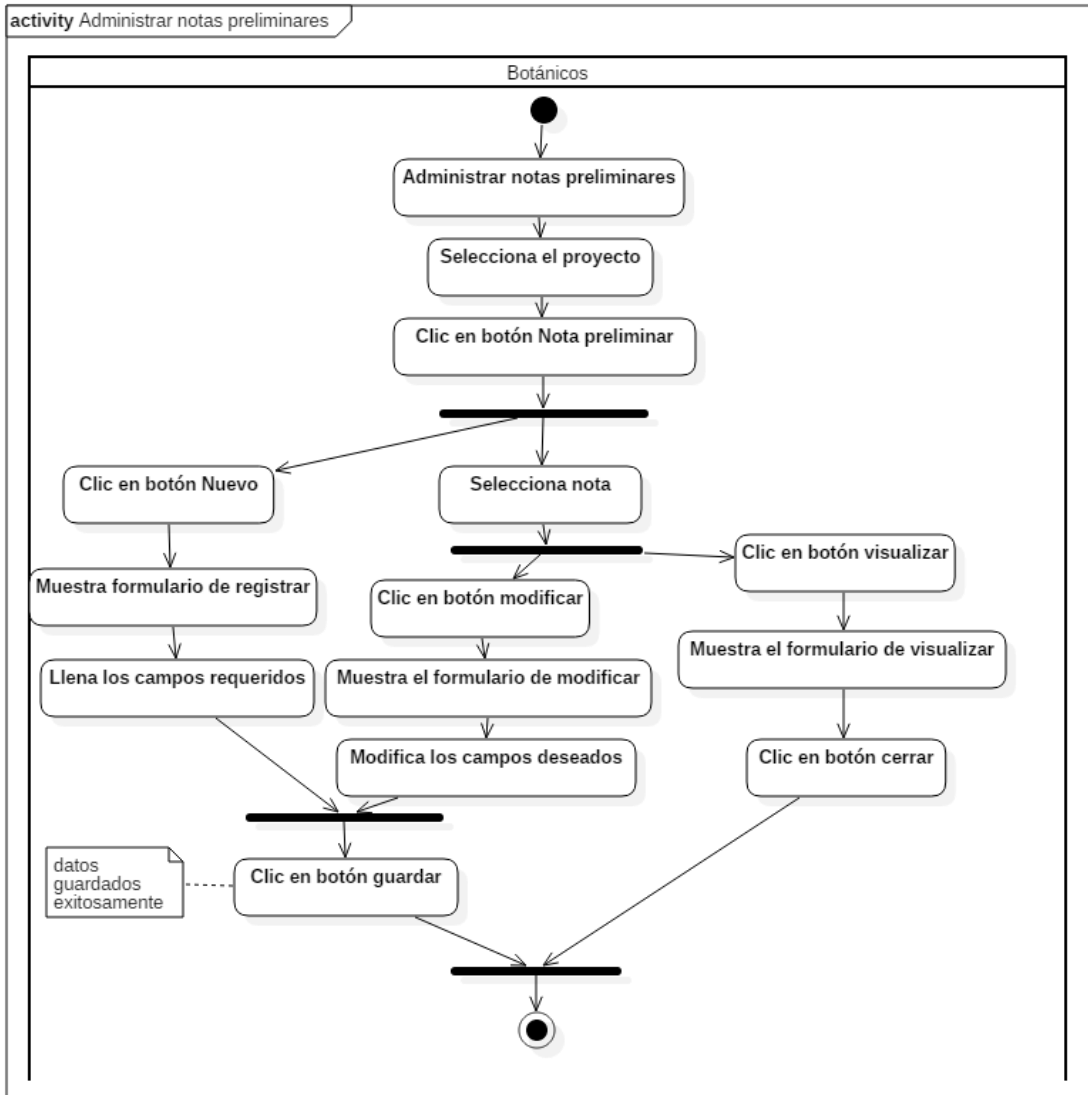 activity Administrar notas preliminares
Botánicos
Administrar notas preliminares
Selecciona el proyecto
Clic en botón Nota preliminar
Clic en botón Nuevo
Selecciona nota
Clic en botón visualizar
Muestra formulario de registrar
Clic en botón modificar
Muestra el formulario de visualizar
Llena los campos requeridos
Muestra el formulario de modificar
Modifica los campos deseados
Clic en botón cerrar
datos
guardados
exitosamente
Clic en botón guardar